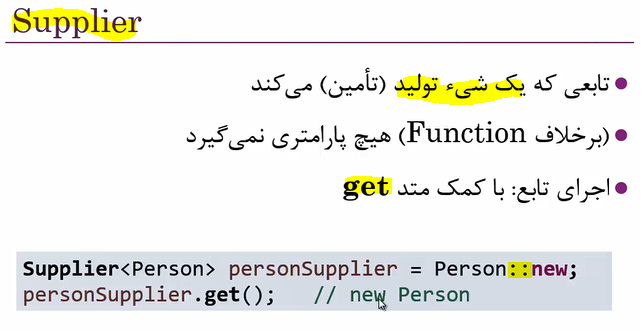 Supplier
تابعی که یک شیء تولید (تأمین) می‌کند
(برخلاف Function) هیچ پارامتری نمی‌گیرد
اجرای تابع: با کمک متد get
Supplier<Person> personSupplier = Person::new;
personSupplier.get();   // new Person